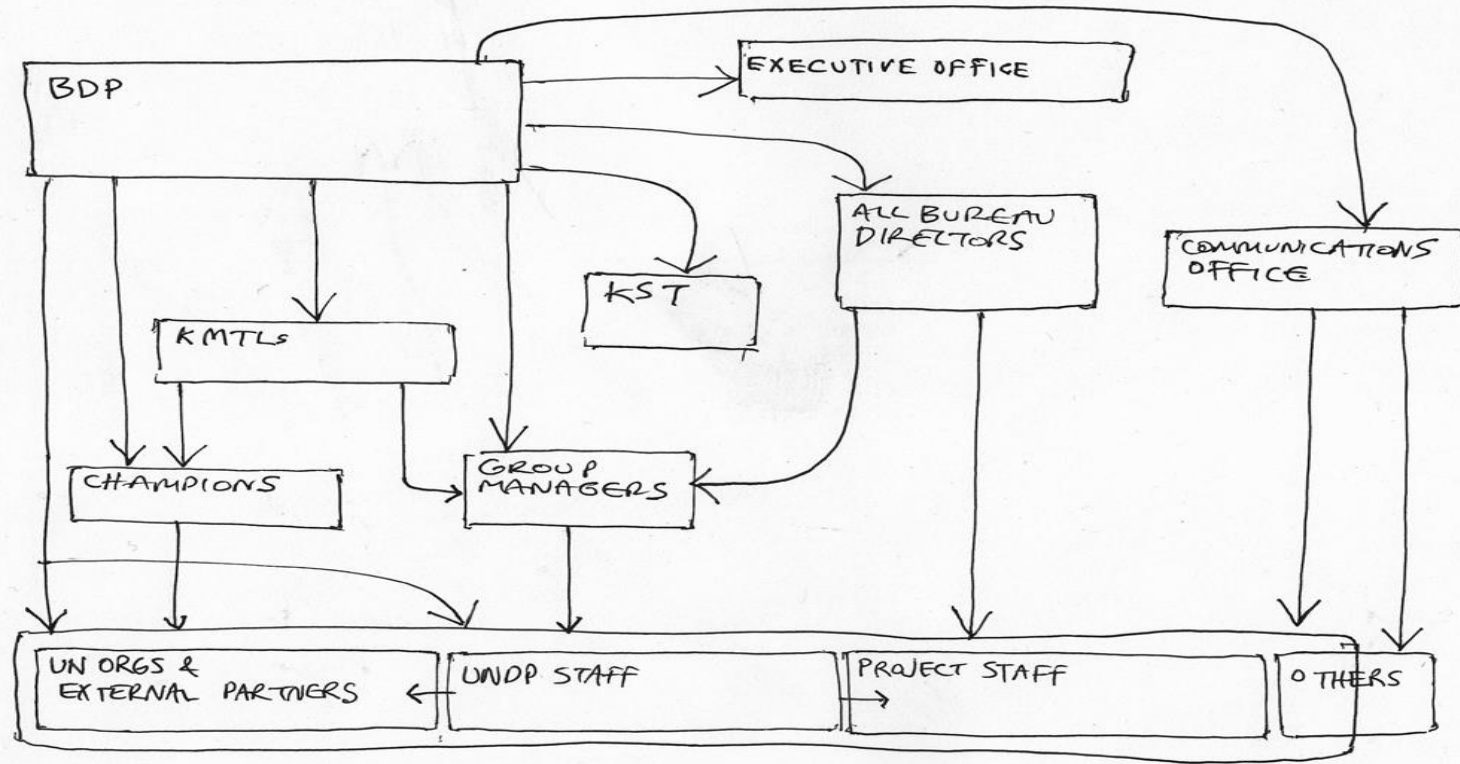 BDP
EXECUTIVE OFFICE
ALL BUREAU
DIRECTORS
COMMUNICATIONS
OFFICE
KST
KMTLs
CHAMPIONS
GROUP
MANAGERS
UN ORGS &
EXTERNAL PARTNERS
UNDP STAFF
PROJECT STAFF
OTHERS